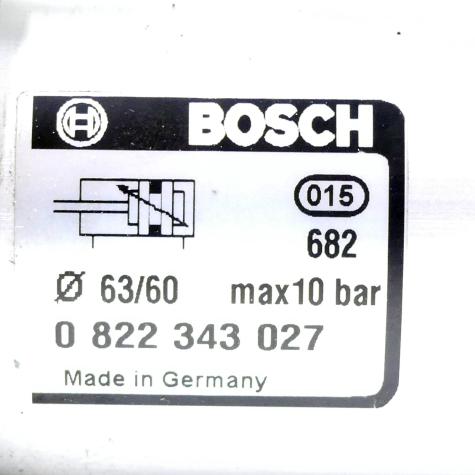 BOSCH
015
682
Ø 63/60 max10 bar
0 822 343 027
Made in Germany